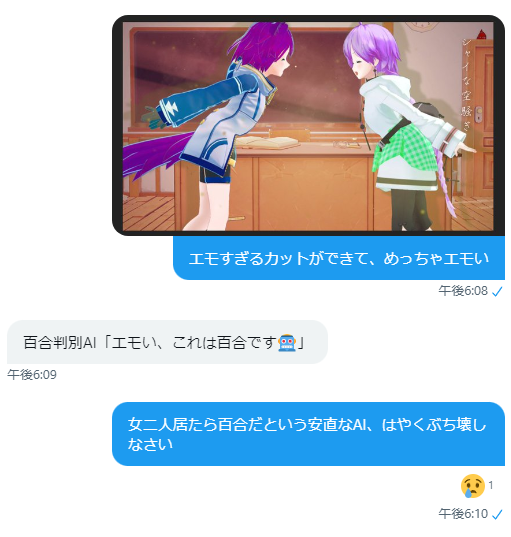 シャイな空騒ぎ
エモすぎるカットができて、めっちゃエモい
午後6:08
百合判別AI「エモい、これは百合です🤖」
午後6:09
女二人居たら百合だという安直なAI、はやくぶち壊し
なさい
😢 1
午後6:10